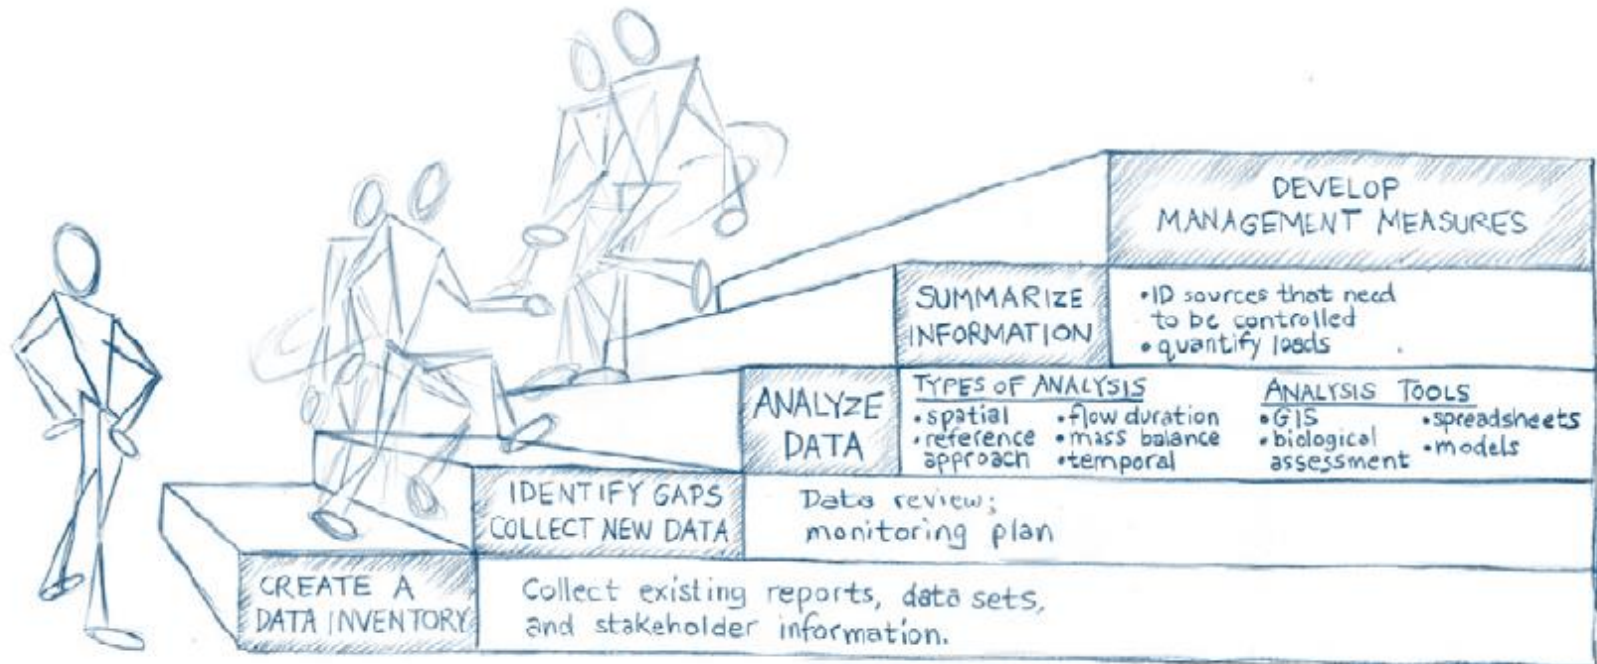 DEVELOP
MANAGEMENT MEASURES
SUMMARIZE
INFORMATION
•ID sources that need
to be controlled
•quantify loads
ANALYZE
DATA
TYPES OF ANALYSIS
•spatial
•reference
approach
•flow duration
•mass balance
•temporal
ANALYSIS TOOLS
•GIS
•biological
assessment
•spreadsheets
•models
IDENTIFY GAPS
COLLECT NEW DATA
Data review;
monitoring plan
CREATE A
DATA INVENTORY
Collect existing reports, data sets,
and stakeholder information.